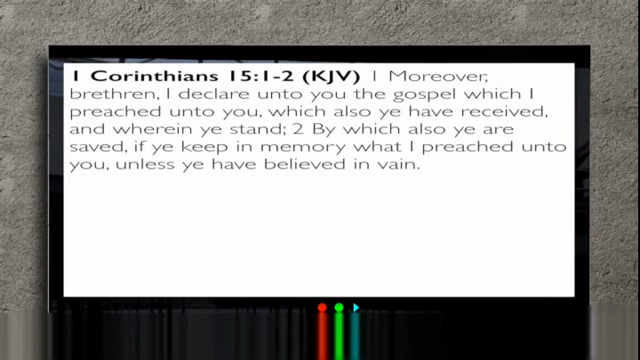 1 Corinthians 15:1-2 (KJV) 1 Moreover,
brethren, I declare unto you the gospel which I
preached unto you, which also ye have received,
and wherein ye stand; 2 By which also ye are
saved, if ye keep in memory what I preached unto
you, unless ye have believed in vain.